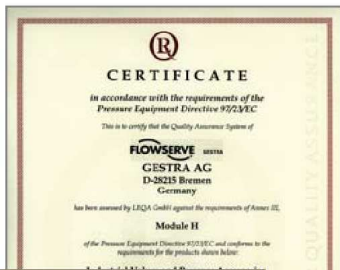 CERTIFICATE
in accordance with the requirements of the
Pressure Equipment Directive 97/23/EC
This is to certify that the Quality Assurance System of
FLOWSERVE GESTRA
GESTRA AG
D-28215 Bremen
Germany
has been assessed by LRQA GmbH against the requirements of Annex III,
Module H
of the Pressure Equipment Directive 97/23/EC and conforms to the
requirements for the products shown below:
QUALITY ASSURANCE